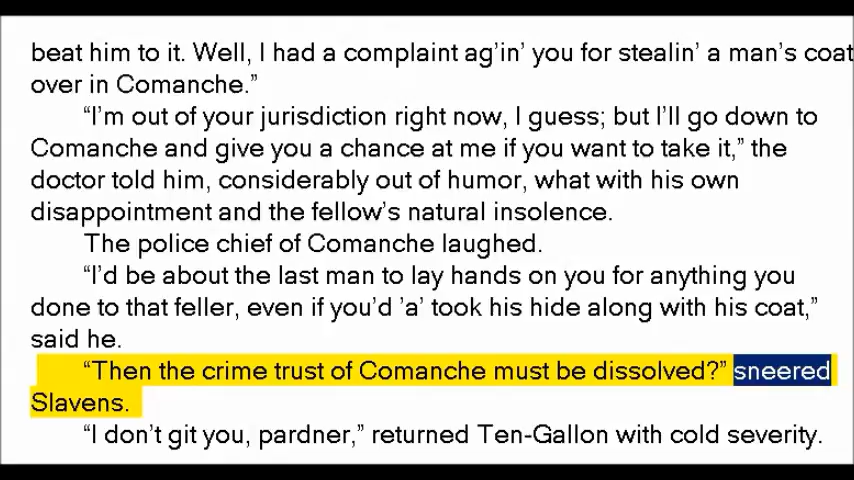 beat him to it. Well, I had a complaint ag’in’ you for stealin’ a man’s coat
over in Comanche.”
“I’m out of your jurisdiction right now, I guess; but I’ll go down to
Comanche and give you a chance at me if you want to take it,” the
doctor told him, considerably out of humor, what with his own
disappointment and the fellow’s natural insolence.
The police chief of Comanche laughed.
“I’d be about the last man to lay hands on you for anything you
done to that feller, even if you’d ’a’ took his hide along with his coat,”
said he.
“Then the crime trust of Comanche must be dissolved?” sneered
Slavens.
“I don’t git you, pardner,” returned Ten-Gallon with cold severity.